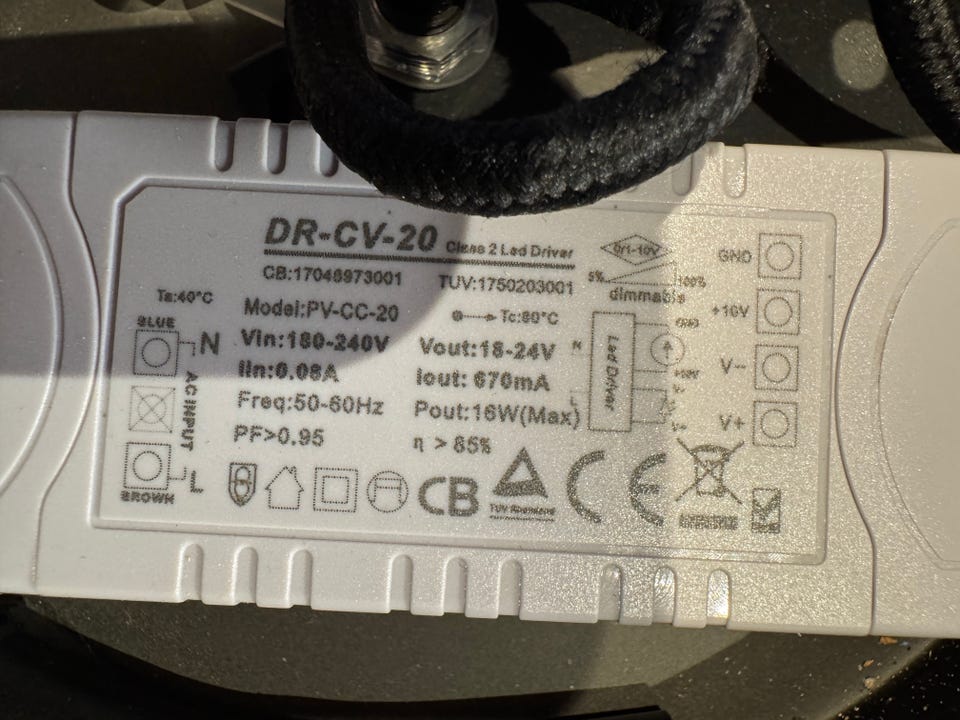 DR-CV-20 Class 2 Led Driver
CB:17046973001 TUV:1750203001
Ta:40°C
Model:PV-CC-20
Tc:80°C
Vin:180-240V
Vout:18-24V
Iin:0.08A
Iout: 670mA
Freq:50-60Hz
Pout:16W(Max)
PF>0.95
η > 85%
BLUE
N
AC INPUT
L
BROWN
0/1-10V
5% 100%
dimmable
N
L
Led Driver
GND
+10V
GND
+10V
V-
V+
CB
TUV Rheinland
CE